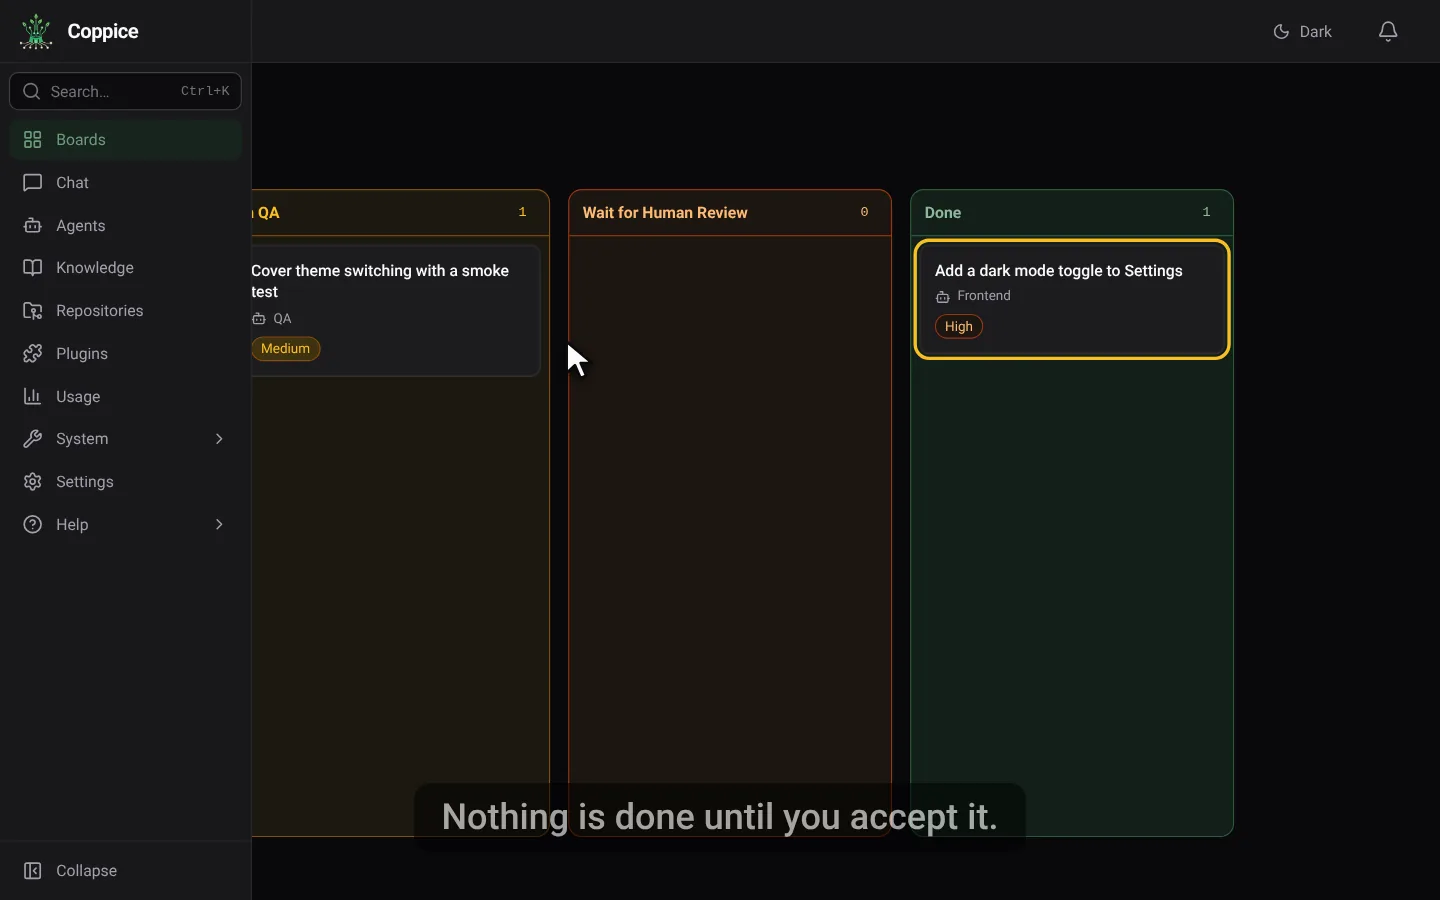 Coppice
Dark
Search...
Ctrl+K
Boards
Chat
Agents
Knowledge
Repositories
Plugins
Usage
System
Settings
Help
Collapse
QA
1
Cover theme switching with a smoke
test
QA
Medium
Wait for Human Review
0
Done
1
Add a dark mode toggle to Settings
Frontend
High
Nothing is done until you accept it.